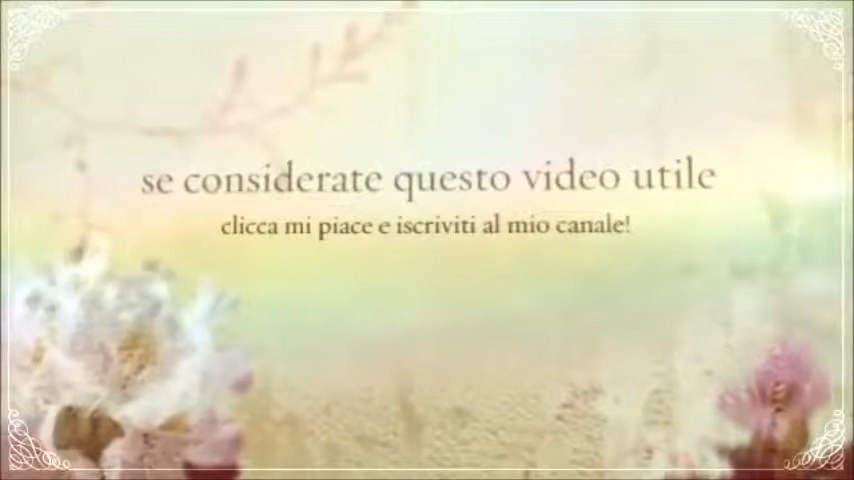 se considerate questo video utile
clicca mi piace e iscriviti al mio canale!